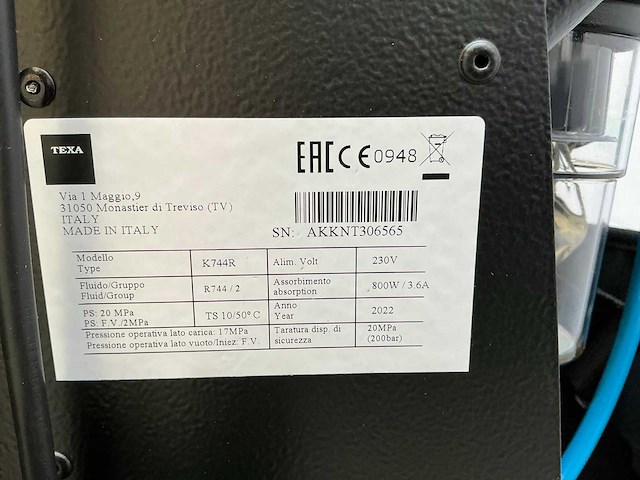 TEXA
EAC CE 0948
Via 1 Maggio,9
31050 Monastier di Treviso (TV)
ITALY
MADE IN ITALY
SN: AKKNT306565
Modello
Type
K744R
Alim. Volt
230V
Fluido/Gruppo
Fluid/Group
R744 / 2
Assorbimento
absorption
800W / 3.6A
PS: 20 MPa
PS: F.V./2MPa
TS 10/50° C
Anno
Year
2022
Pressione operativa lato carica: 17MPa
Pressione operativa lato vuoto/Iniez: F.V.
Taratura disp. di
sicurezza
20MPa
(200bar)